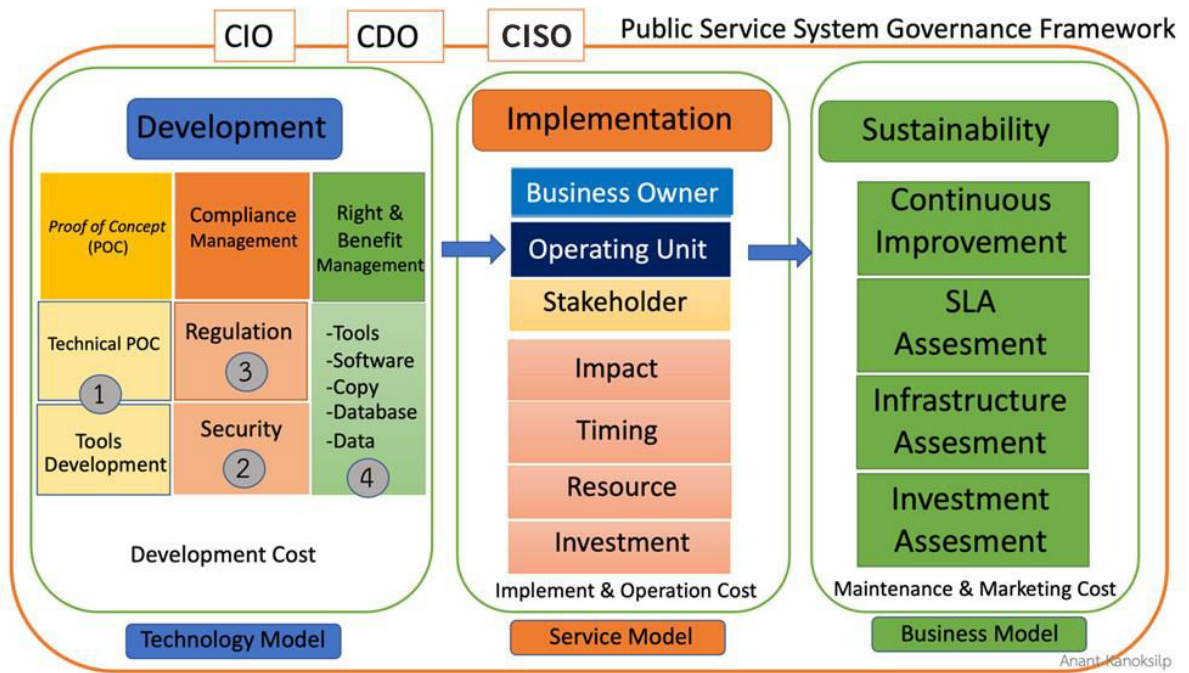 CIO
CDO
CISO
Public Service System Governance Framework
Development
Proof of Concept
(POC)
Compliance
Management
Right &
Benefit
Management
Technical POC
1
Tools
Development
Regulation
3
Security
2
-Tools
-Software
-Copy
-Database
-Data
4
Development Cost
Technology Model
Implementation
Business Owner
Operating Unit
Stakeholder
Impact
Timing
Resource
Investment
Implement & Operation Cost
Service Model
Sustainability
Continuous
Improvement
SLA
Assesment
Infrastructure
Assesment
Investment
Assesment
Maintenance & Marketing Cost
Business Model
Anant Kanoksilp